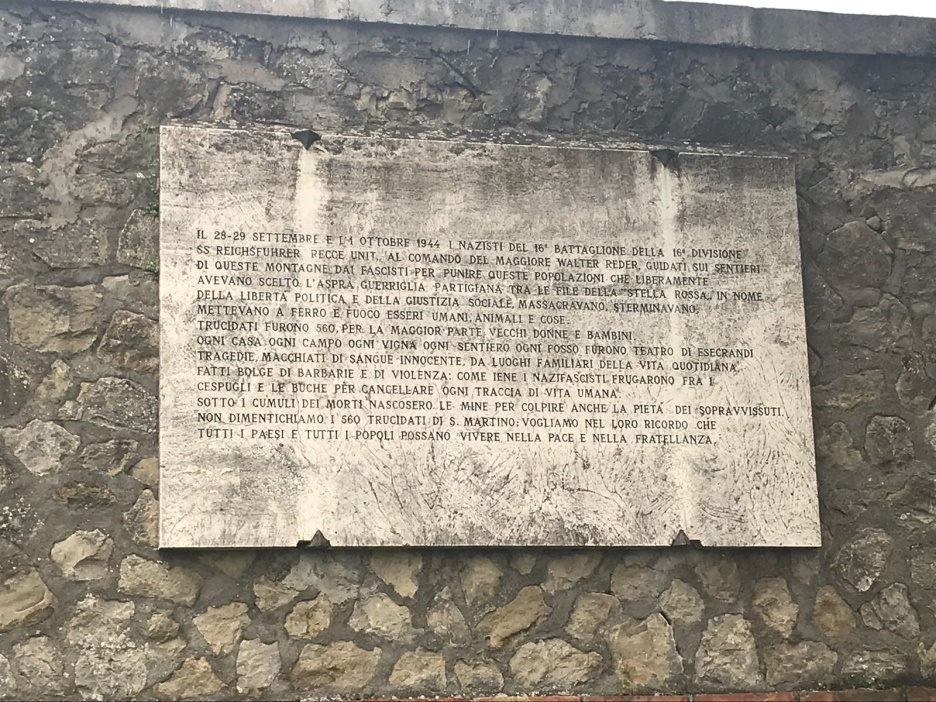 IL 28-29 SETTEMBRE E L'1 OTTOBRE 1944 I NAZISTI DEL 16° BATTAGLIONE DELLA 16ª DIVISIONE
SS REICHSFUHRER RECCE UNIT, AL COMANDO DEL MAGGIORE WALTER REDER, GUIDATI SUI SENTIERI
DI QUESTE MONTAGNE DAI FASCISTI PER PUNIRE QUESTE POPOLAZIONI CHE LIBERAMENTE
AVEVANO SCELTO L'ASPRA GUERRIGLIA PARTIGIANA TRA LE FILE DELLA "STELLA ROSSA" IN NOME
DELLA LIBERTÀ POLITICA E DELLA GIUSTIZIA SOCIALE, MASSAGRAVANO, STERMINAVANO,
METTEVANO A FERRO E FUOCO ESSERI UMANI, ANIMALI E COSE.
TRUCIDATI FURONO 560, PER LA MAGGIOR PARTE VECCHI DONNE E BAMBINI.
OGNI CASA OGNI CAMPO OGNI VIGNA OGNI SENTIERO OGNI FOSSO FURONO TEATRO DI ESECRANDI
TRAGEDIE, MACCHIATI DI SANGUE INNOCENTE, DA LUOGHI FAMILIARI DELLA VITA QUOTIDIANA,
FATTI BOLGE DI BARBARIE E DI VIOLENZA: COME IENE I NAZIFASCISTI FRUGARONO FRA I
CESPUGLI E LE BUCHE PER CANCELLARE OGNI TRACCIA DI VITA UMANA.
SOTTO I CUMULI DEI MORTI NASCOSERO LE MINE PER COLPIRE ANCHE LA PIETÀ DEI SOPRAVVISSUTI.
NON DIMENTICHIAMO I 560 TRUCIDATI DI S. MARTINO: VOGLIAMO NEL LORO RICORDO CHE
TUTTI I PAESI E TUTTI I POPOLI POSSANO VIVERE NELLA PACE E NELLA FRATELLANZA.